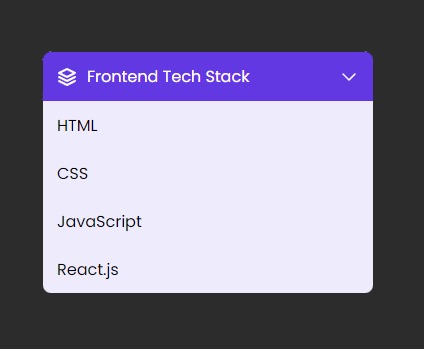 Frontend Tech Stack
HTML
CSS
JavaScript
React.js